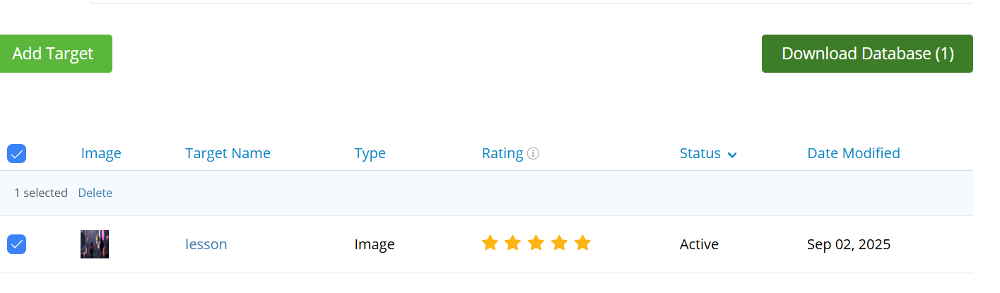 Add Target Download Database (1)
Image Target Name Type Rating Status Date Modified
1 selected Delete
lesson Image Active Sep 02, 2025